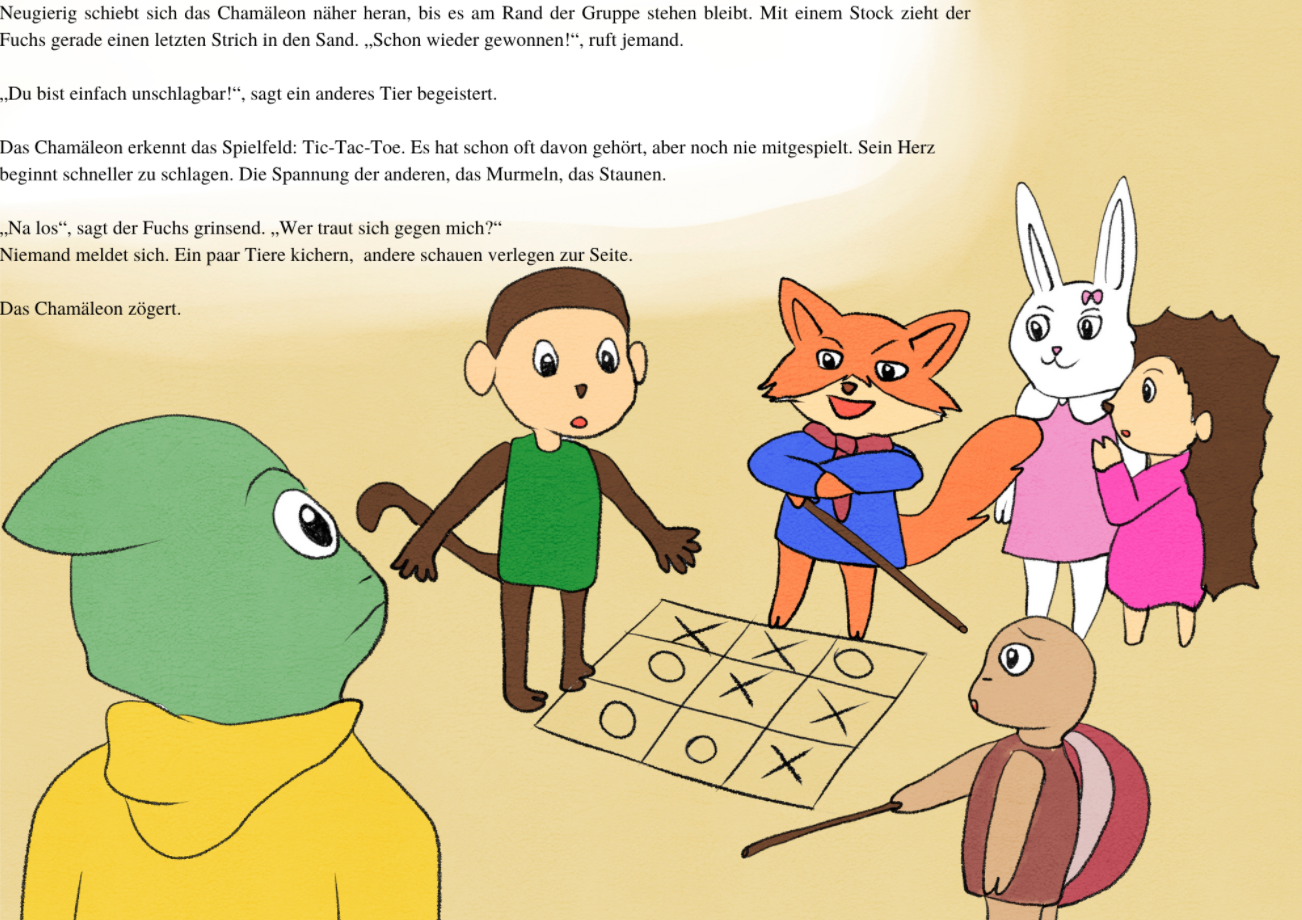 Neugierig schiebt sich das Chamäleon näher heran, bis es am Rand der Gruppe stehen bleibt. Mit einem Stock zieht der
Fuchs gerade einen letzten Strich in den Sand. „Schon wieder gewonnen!“, ruft jemand.
„Du bist einfach unschlagbar!“, sagt ein anderes Tier begeistert.
Das Chamäleon erkennt das Spielfeld: Tic-Tac-Toe. Es hat schon oft davon gehört, aber noch nie mitgespielt. Sein Herz
beginnt schneller zu schlagen. Die Spannung der anderen, das Murmeln, das Staunen.
„Na los“, sagt der Fuchs grinsend. „Wer traut sich gegen mich?“
Niemand meldet sich. Ein paar Tiere kichern,  andere schauen verlegen zur Seite.
Das Chamäleon zögert.
X X O
O X X
O O X